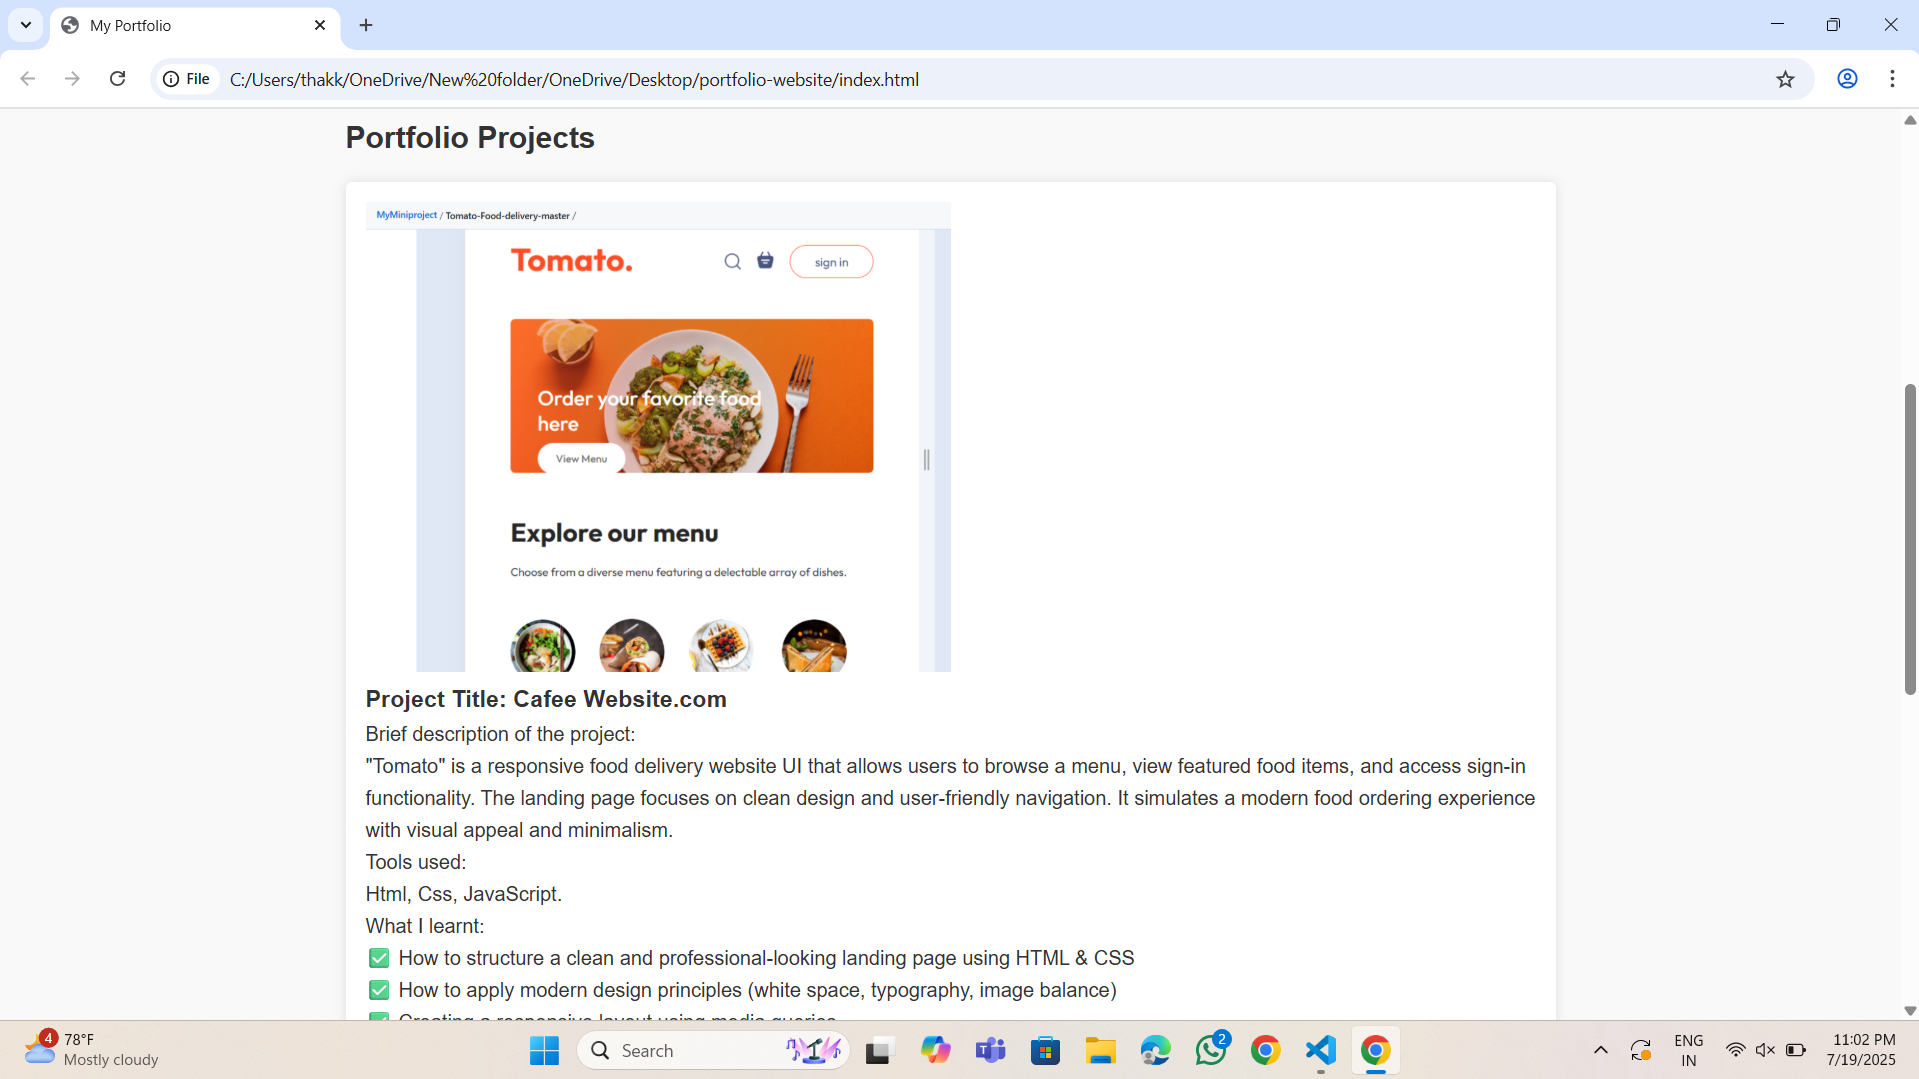 My Portfolio
File
C:/Users/thakk/OneDrive/New%20folder/OneDrive/Desktop/portfolio-website/index.html
Portfolio Projects
MyMiniproject / Tomato-Food-delivery-master /
Tomato.
sign in
Order your favorite food
here
View Menu
Explore our menu
Choose from a diverse menu featuring a delectable array of dishes.
Project Title: Cafee Website.com
Brief description of the project:
"Tomato" is a responsive food delivery website UI that allows users to browse a menu, view featured food items, and access sign-in
functionality. The landing page focuses on clean design and user-friendly navigation. It simulates a modern food ordering experience
with visual appeal and minimalism.
Tools used:
Html, Css, JavaScript.
What I learnt:
✅ How to structure a clean and professional-looking landing page using HTML & CSS
✅ How to apply modern design principles (white space, typography, image balance)
✅ Creating a responsive layout using media queries
4
78°F
Mostly cloudy
Search
2
ENG
IN
11:02 PM
7/19/2025